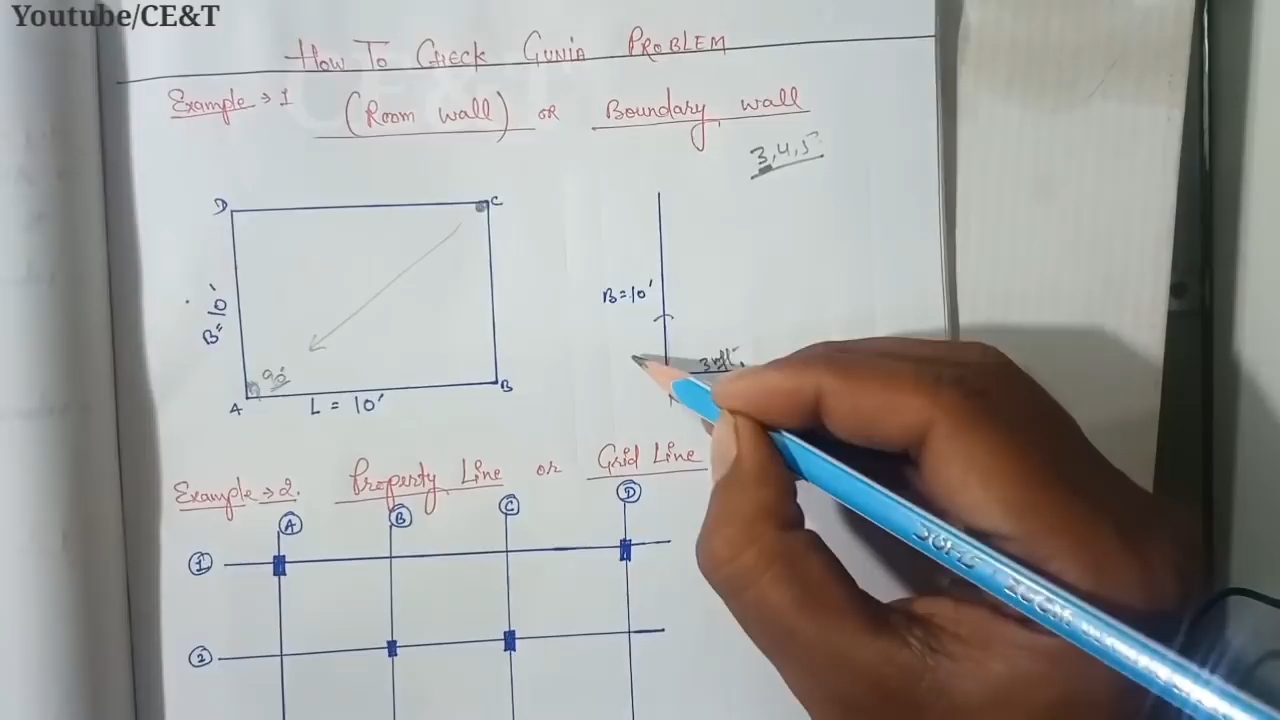 Youtube/CE&T
How To Check Gunia Problem
Example → 1
(Room wall) or Boundary wall
3,4,5
D
C
B = 10'
90°
A
L = 10'
B
B = 10'
3
Example → 2. Property Line or Grid Line
A
B
C
D
1
2